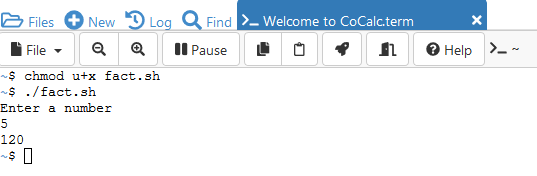 Files New Log Find >_ Welcome to CoCalc.term ×
File Pause Help >_ ~
~$ chmod u+x fact.sh
~$ ./fact.sh
Enter a number
5
120
~$